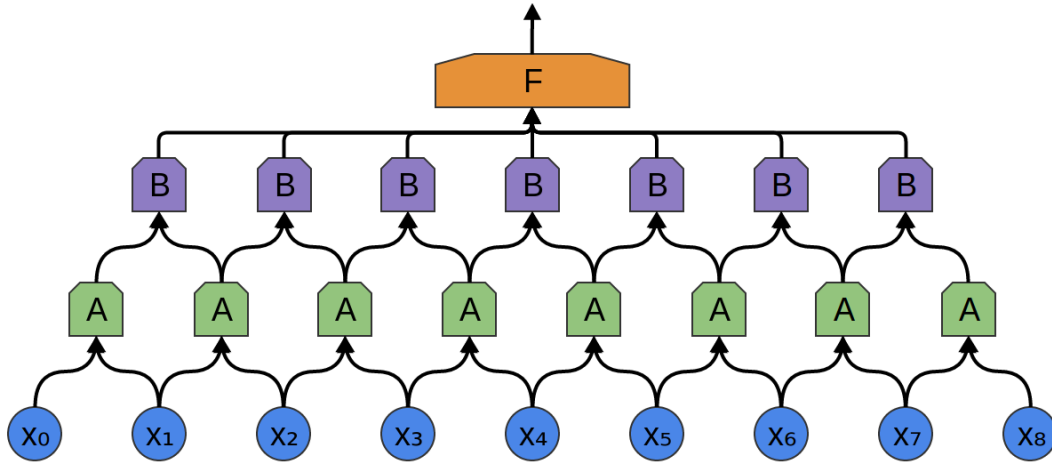 F
B B B B B B B
A A A A A A A A
x₀ x₁ x₂ x₃ x₄ x₅ x₆ x₇ x₈